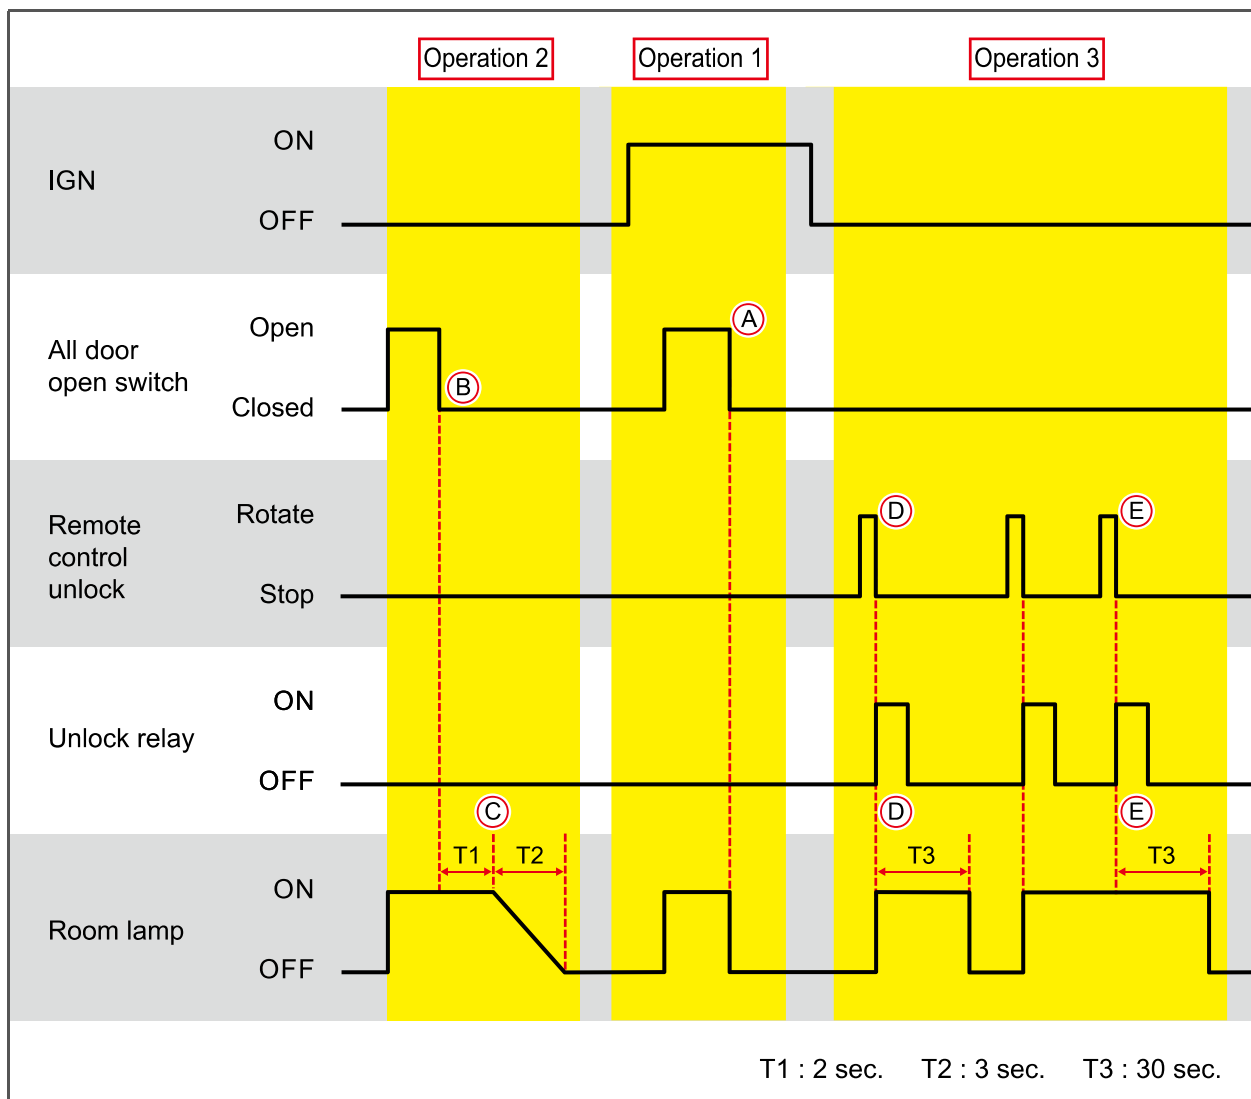 Operation 2
Operation 1
Operation 3
IGN
ON
OFF
All door
open switch
Open
Closed
A
B
Remote
control
unlock
Rotate
Stop
D
E
Unlock relay
ON
OFF
C
D
E
Room lamp
ON
OFF
T1
T2
T3
T3
T1 : 2 sec. T2 : 3 sec. T3 : 30 sec.